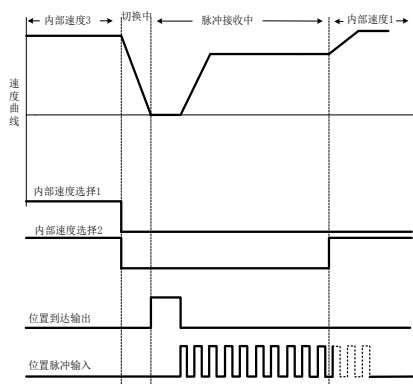 内部速度3
切换中
脉冲接收中
内部速度1
速度曲线
内部速度选择1
内部速度选择2
位置到达输出
位置脉冲输入